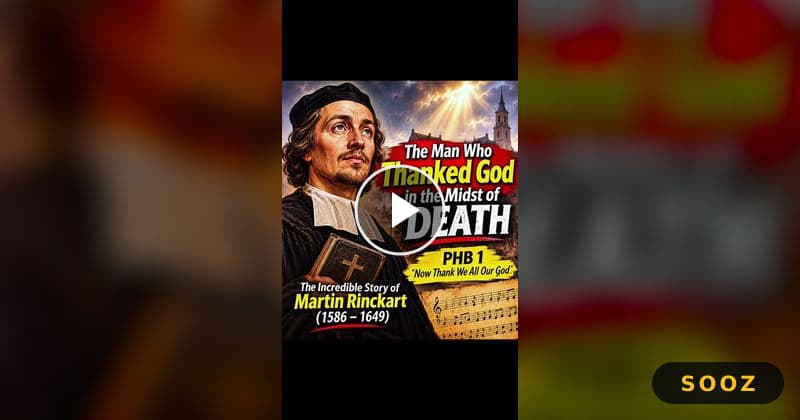 The Man Who
Thanked God
in the Midst of
DEATH
PHB 1
"Now Thank We All Our God"
The Incredible Story of
Martin Rinckart
(1586 – 1649)
SOOZ